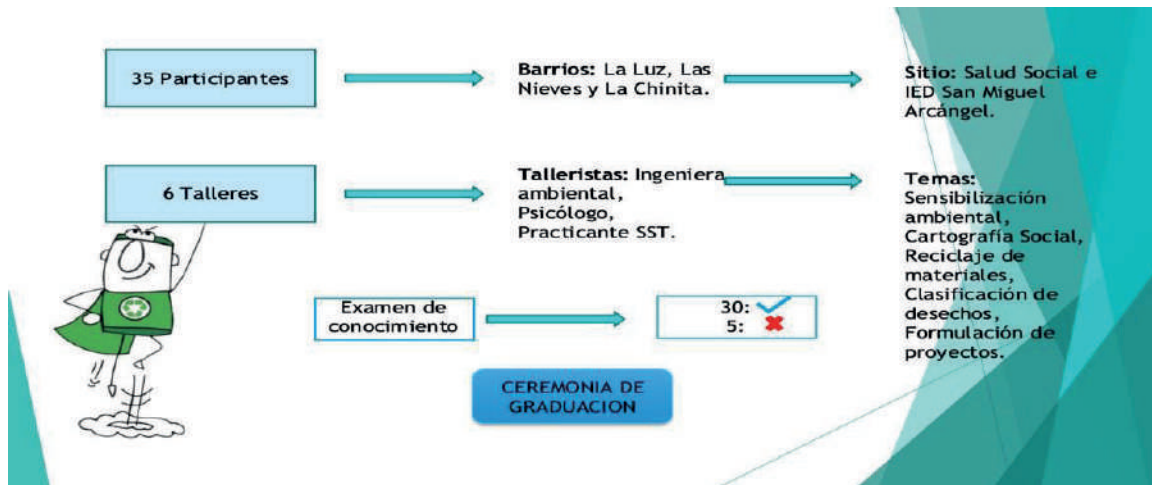 35 Participantes
Barrios: La Luz, Las
Nieves y La Chinita.
Sitio: Salud Social e
IED San Miguel
Arcángel.
6 Talleres
Talleristas: Ingeniera
ambiental,
Psicólogo,
Practicante SST.
Temas:
Sensibilización
ambiental,
Cartografía Social,
Reciclaje de
materiales,
Clasificación de
desechos,
Formulación de
proyectos.
Examen de
conocimiento
30:
5:
CEREMONIA DE
GRADUACION